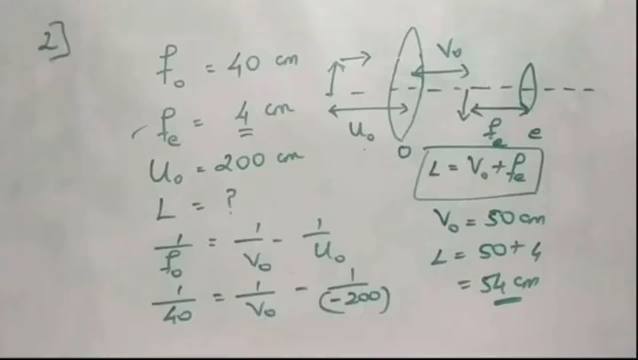 2]
f₀ = 40 cm
fₑ = 4 cm
U₀ = 200 cm
L = ?
1/f₀ = 1/V₀ - 1/U₀
1/40 = 1/V₀ - 1/(-200)
V₀
U₀
O
fₑ
e
L = V₀ + fₑ
V₀ = 50 cm
L = 50 + 4
= 54 cm